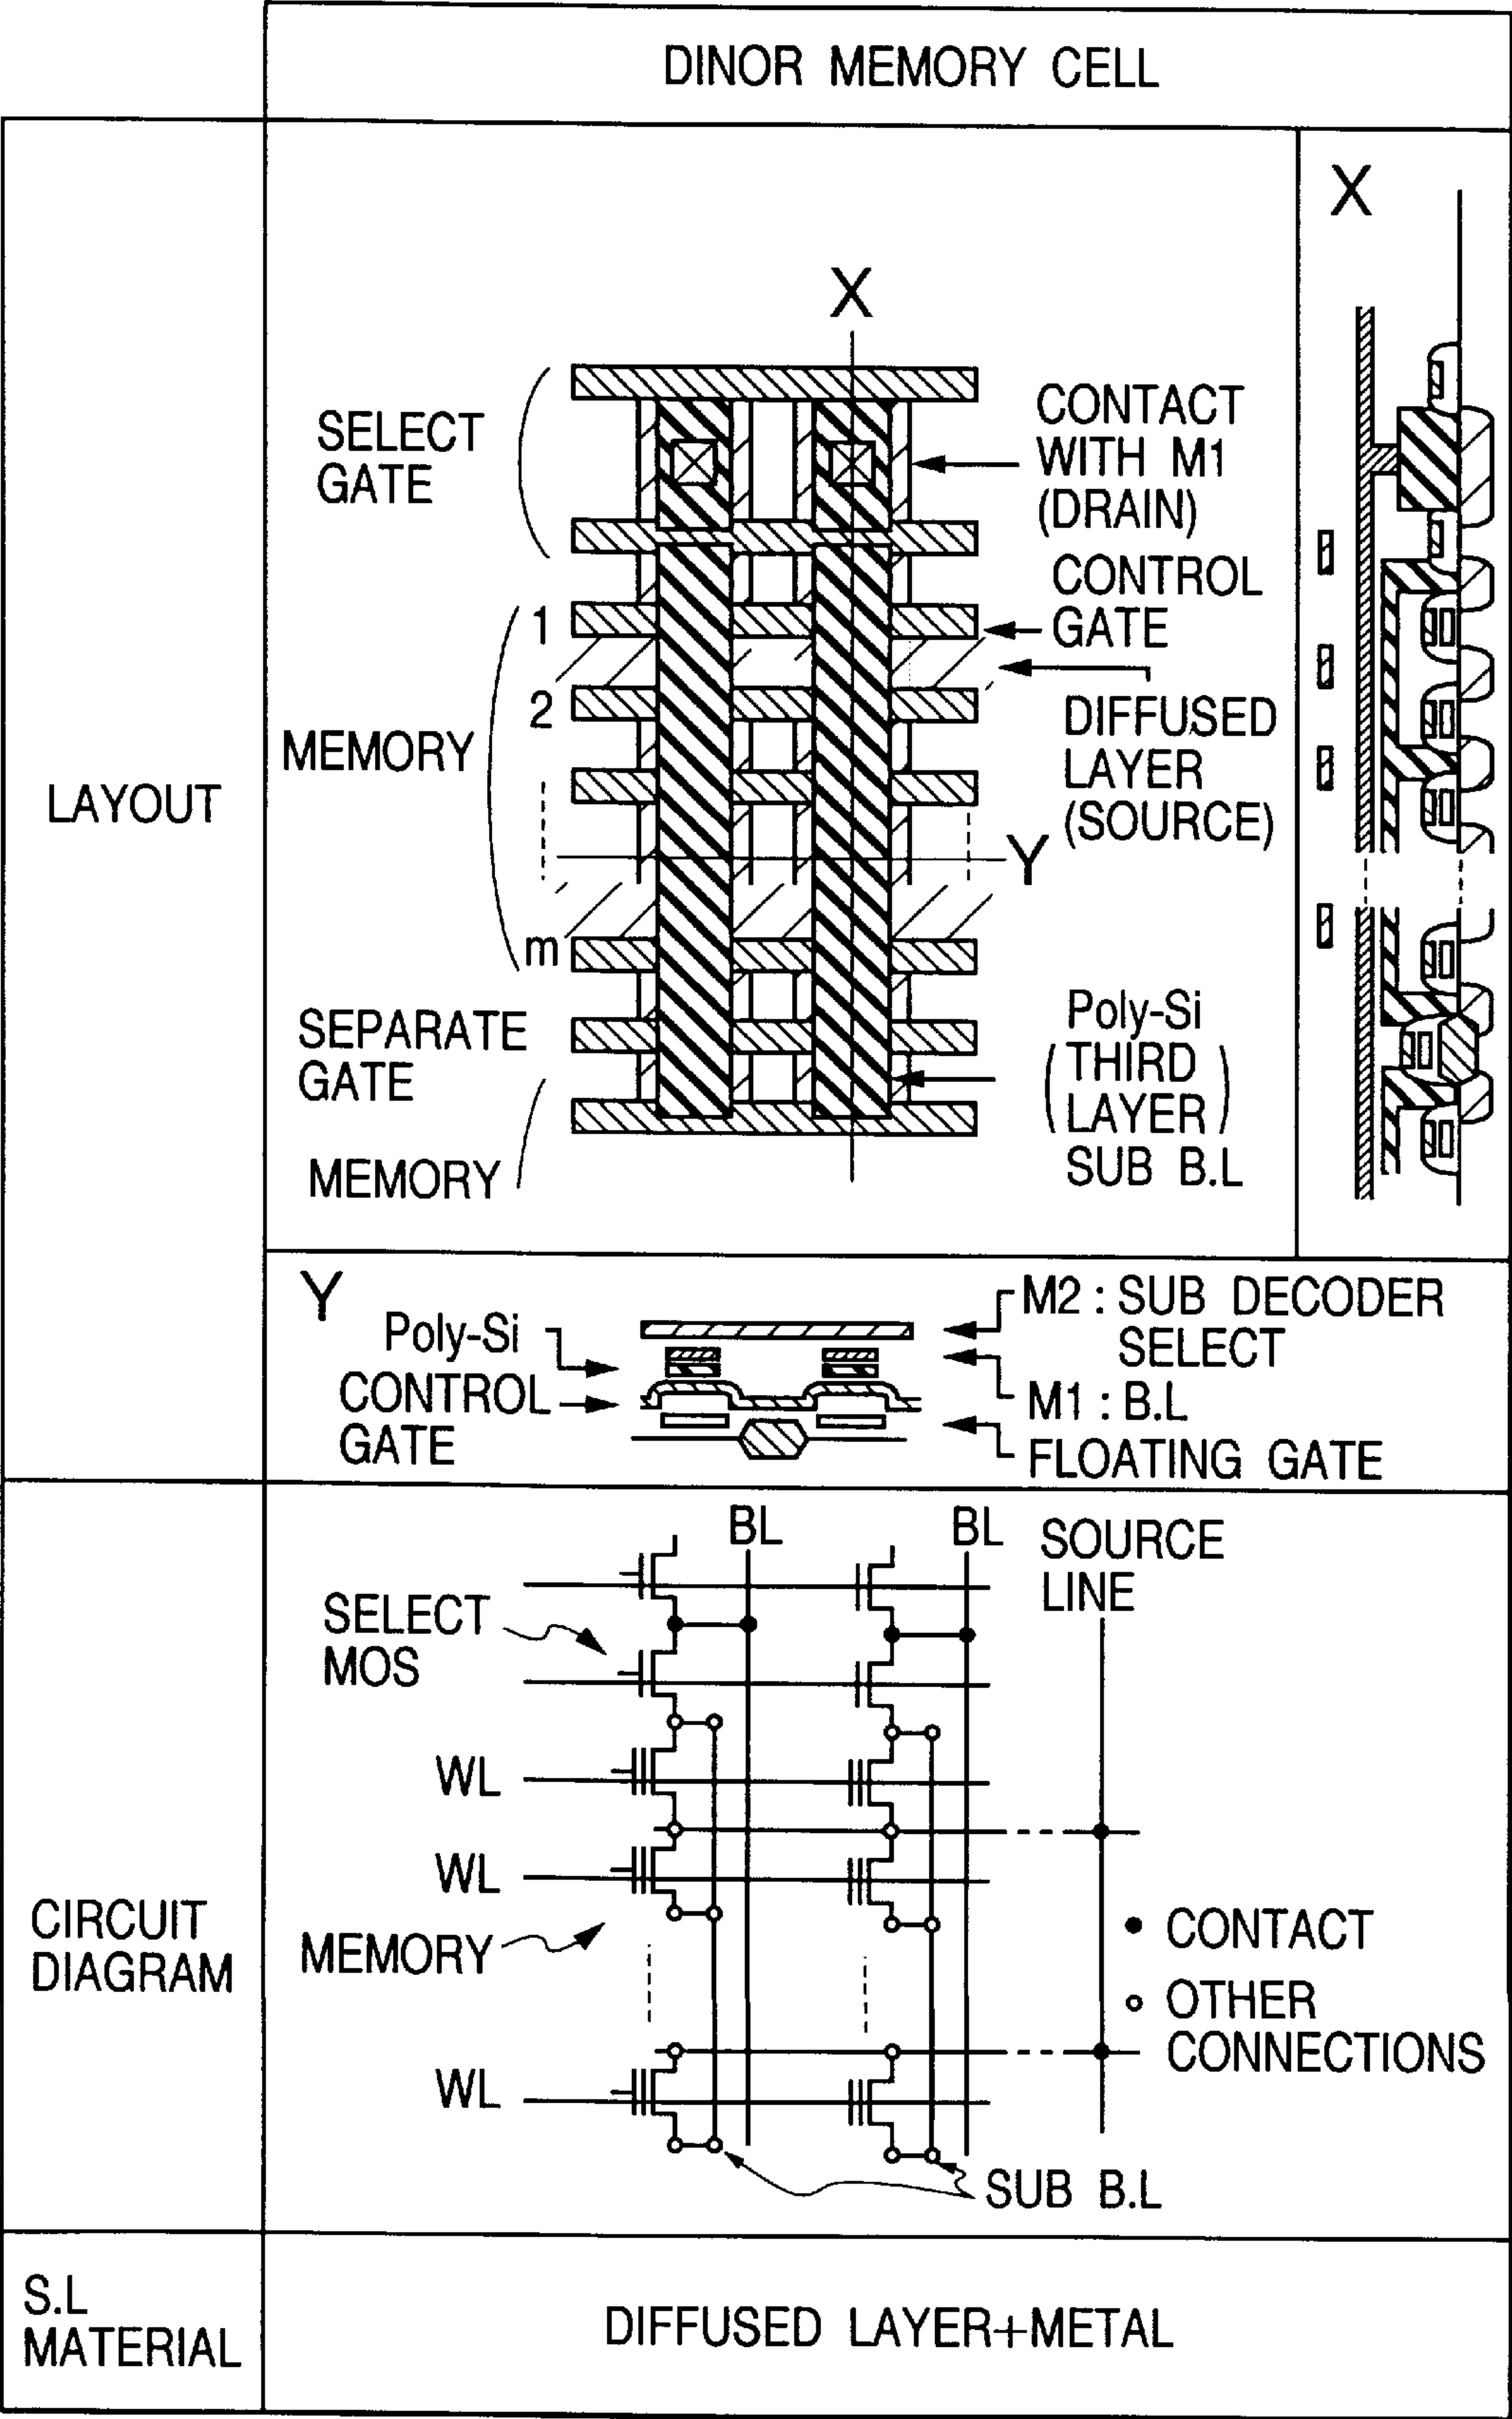 DINOR MEMORY CELL
LAYOUT
X
X
SELECT
GATE
CONTACT
WITH M1
(DRAIN)
CONTROL
GATE
1
2
MEMORY
DIFFUSED
LAYER
(SOURCE)
Y
m
SEPARATE
GATE
Poly-Si
(THIRD
LAYER)
SUB B.L
MEMORY
Y
Poly-Si
CONTROL
GATE
M2 : SUB DECODER
SELECT
M1 : B.L
FLOATING GATE
CIRCUIT
DIAGRAM
BL
BL
SOURCE
LINE
SELECT
MOS
WL
WL
MEMORY
CONTACT
OTHER
CONNECTIONS
WL
SUB B.L
S.L
MATERIAL
DIFFUSED LAYER+METAL